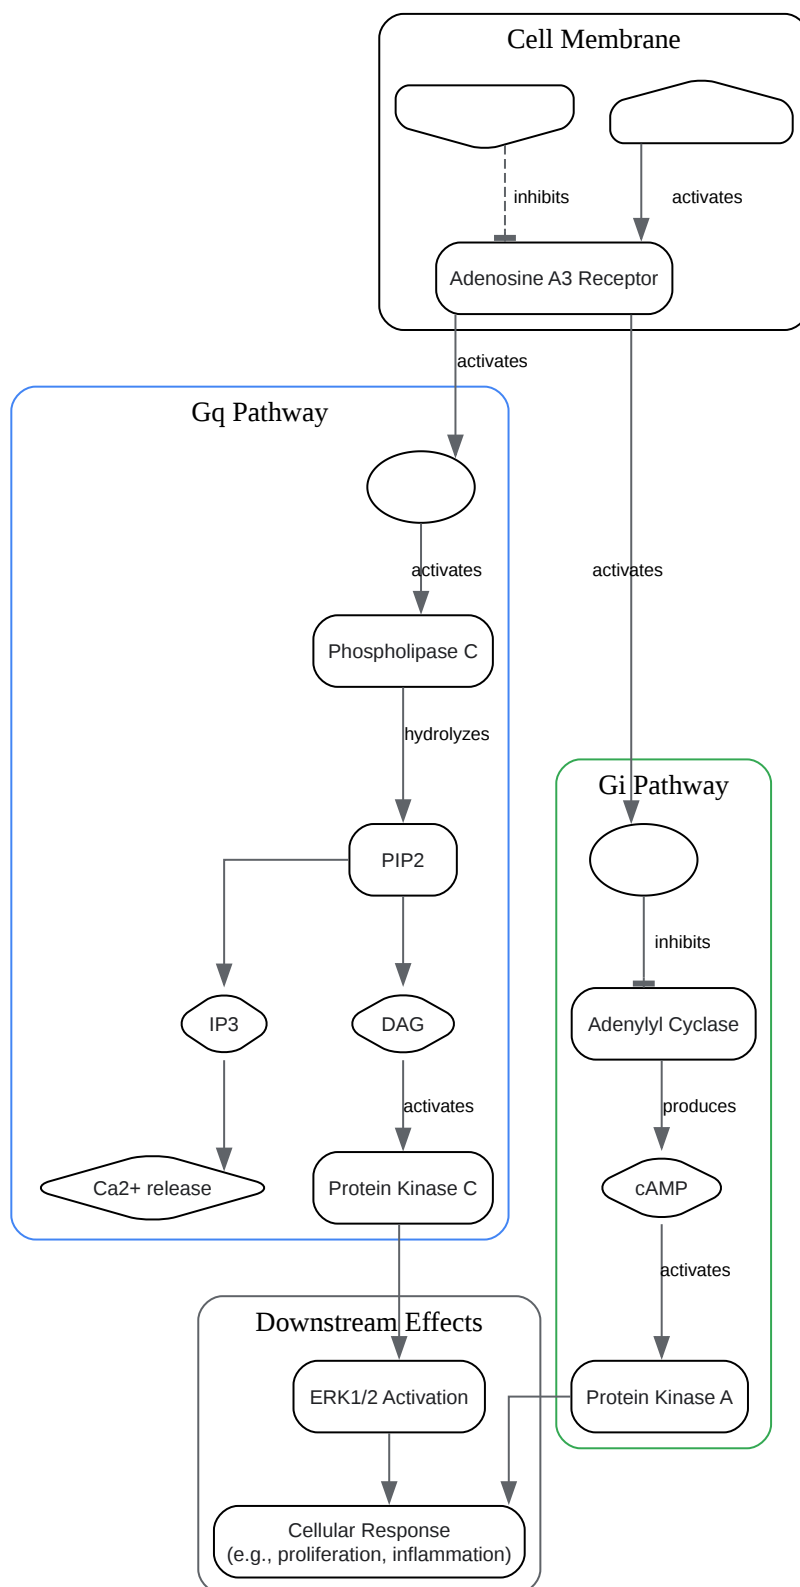 Cell Membrane
inhibits
activates
Adenosine A3 Receptor
activates
Gq Pathway
activates
activates
Phospholipase C
hydrolyzes
Gi Pathway
PIP2
inhibits
IP3
DAG
Adenylyl Cyclase
activates
produces
Ca2+ release
Protein Kinase C
cAMP
activates
Downstream Effects
ERK1/2 Activation
Protein Kinase A
Cellular Response
(e.g., proliferation, inflammation)